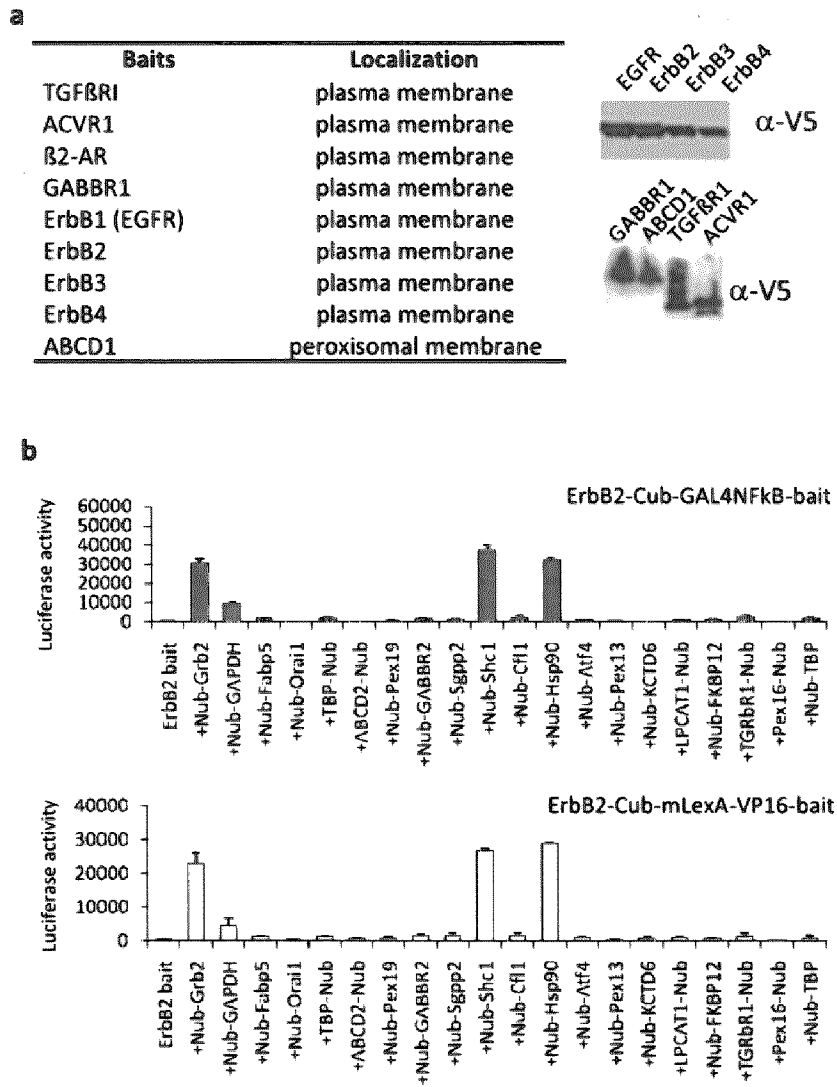 a
Baits Localization
TGFßRI plasma membrane
ACVR1 plasma membrane
ß2-AR plasma membrane
GABBR1 plasma membrane
ErbB1 (EGFR) plasma membrane
ErbB2 plasma membrane
ErbB3 plasma membrane
ErbB4 plasma membrane
ABCD1 peroxisomal membrane
EGFR ErbB2 ErbB3 ErbB4
α-V5
GABBR1 ABCD1 TGFßR1 ACVR1
α-V5
b
ErbB2-Cub-GAL4NFkB-bait
Luciferase activity
60000
50000
40000
30000
20000
10000
0
ErbB2 bait
+Nub-Grb2
+Nub-GAPDH
+Nub-Fabp5
+Nub-Orai1
+TBP-Nub
+ABCD2-Nub
+Nub-Pex19
+Nub-GABBR2
+Nub-Sgpp2
+Nub-Shc1
+Nub-Cfl1
+Nub-Hsp90
+Nub-Atf4
+Nub-Pex13
+Nub-KCTD6
+LPCAT1-Nub
+Nub-FKBP12
+TGRbR1-Nub
+Pex16-Nub
+Nub-TBP
ErbB2-Cub-mLexA-VP16-bait
Luciferase activity
40000
30000
20000
10000
0
ErbB2 bait
+Nub-Grb2
+Nub-GAPDH
+Nub-Fabp5
+Nub-Orai1
+TBP-Nub
+ABCD2-Nub
+Nub-Pex19
+Nub-GABBR2
+Nub-Sgpp2
+Nub-Shc1
+Nub-Cfl1
+Nub-Hsp90
+Nub-Atf4
+Nub-Pex13
+Nub-KCTD6
+LPCAT1-Nub
+Nub-FKBP12
+TGRbR1-Nub
+Pex16-Nub
+Nub-TBP